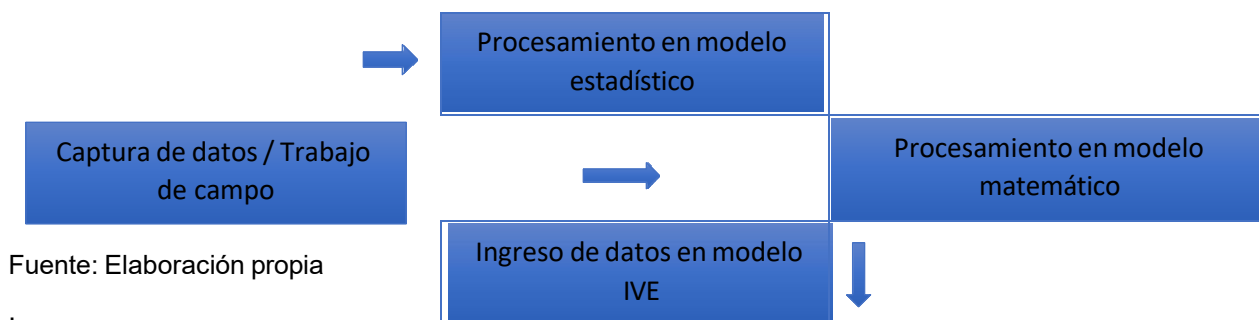 Procesamiento en modelo
estadístico
Captura de datos / Trabajo
de campo
Procesamiento en modelo
matemático
Ingreso de datos en modelo
IVE
Fuente: Elaboración propia
.